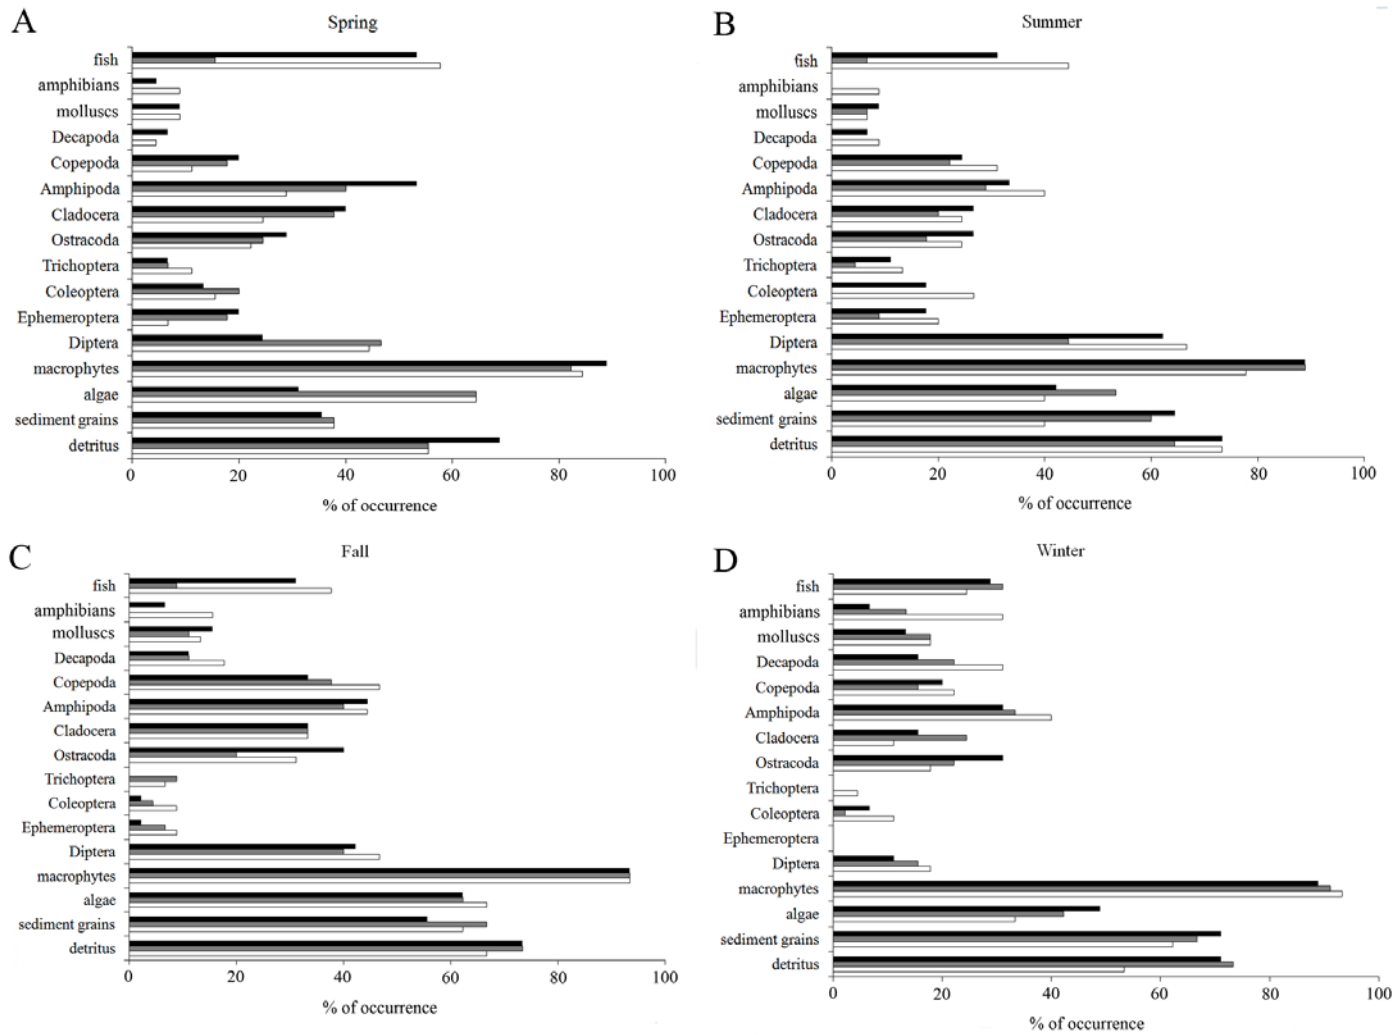 A
Spring
fish
amphibians
molluscs
Decapoda
Copepoda
Amphipoda
Cladocera
Ostracoda
Trichoptera
Coleoptera
Ephemeroptera
Diptera
macrophytes
algae
sediment grains
detritus
0 20 40 60 80 100
% of occurrence
B
Summer
fish
amphibians
molluscs
Decapoda
Copepoda
Amphipoda
Cladocera
Ostracoda
Trichoptera
Coleoptera
Ephemeroptera
Diptera
macrophytes
algae
sediment grains
detritus
0 20 40 60 80 100
% of occurrence
C
Fall
fish
amphibians
molluscs
Decapoda
Copepoda
Amphipoda
Cladocera
Ostracoda
Trichoptera
Coleoptera
Ephemeroptera
Diptera
macrophytes
algae
sediment grains
detritus
0 20 40 60 80 100
% of occurrence
D
Winter
fish
amphibians
molluscs
Decapoda
Copepoda
Amphipoda
Cladocera
Ostracoda
Trichoptera
Coleoptera
Ephemeroptera
Diptera
macrophytes
algae
sediment grains
detritus
0 20 40 60 80 100
% of occurrence